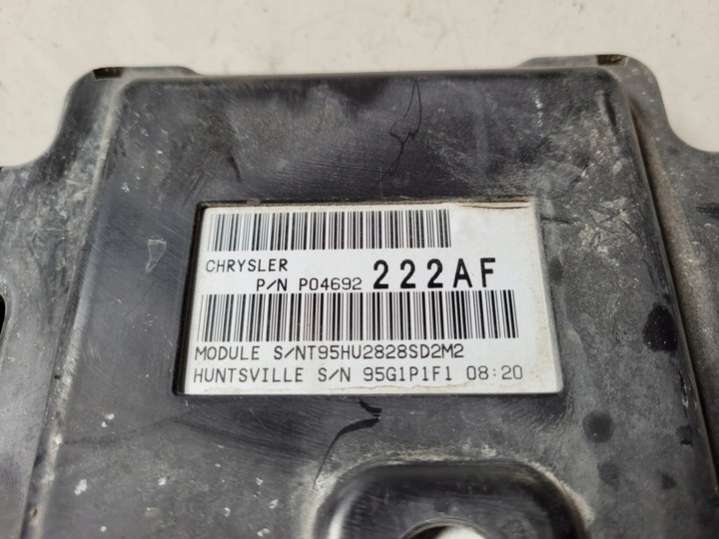 CHRYSLER
P/N P04692 222AF
MODULE S/NT95HU2828SD2M2
HUNTSVILLE S/N 95G1P1F1 08:20